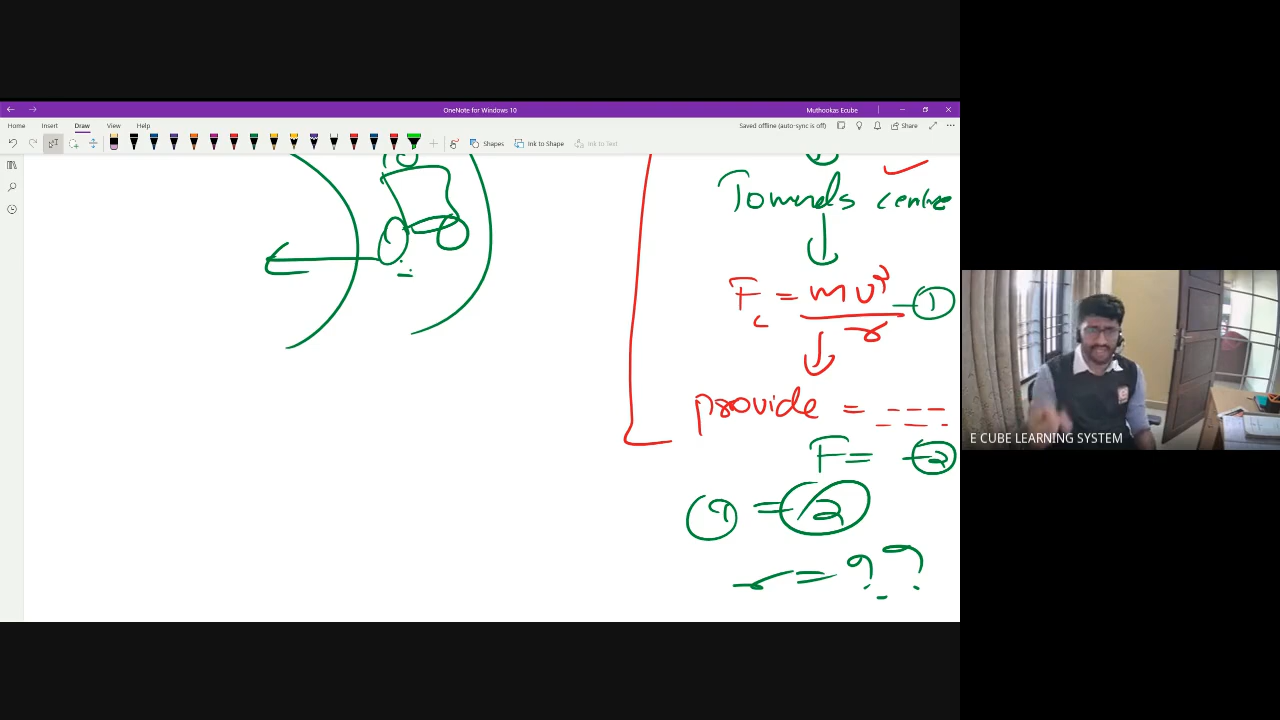 OneNote for Windows 10
Muthookas Ecube
Home Insert Draw View Help
Saved offline (auto-sync is off)
Share
Shapes
Ink to Shape
Ink to Text
Towards centre
F_c = mv²/r -①
provide = ---
F= -②
① = ②
= ??
E CUBE LEARNING SYSTEM